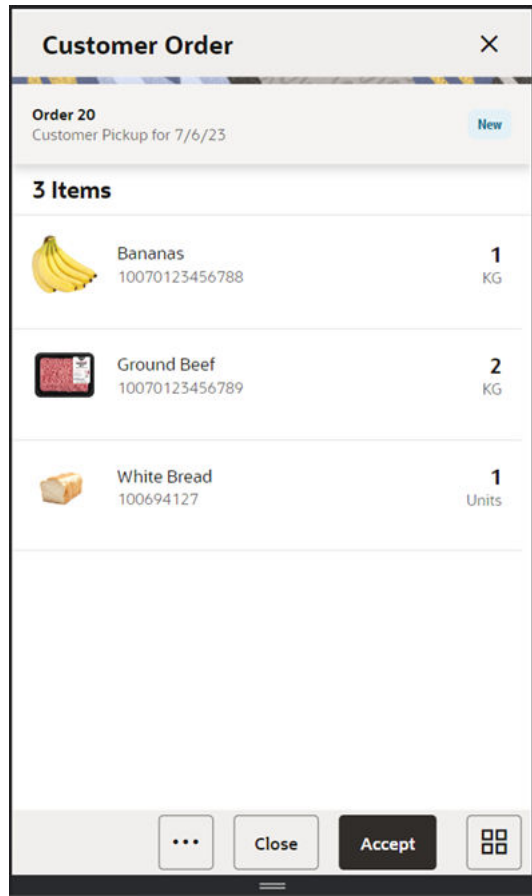 Customer Order
Order 20
Customer Pickup for 7/6/23
New
3 Items
Bananas
10070123456788
1
KG
Ground Beef
10070123456789
2
KG
White Bread
100694127
1
Units
Close
Accept